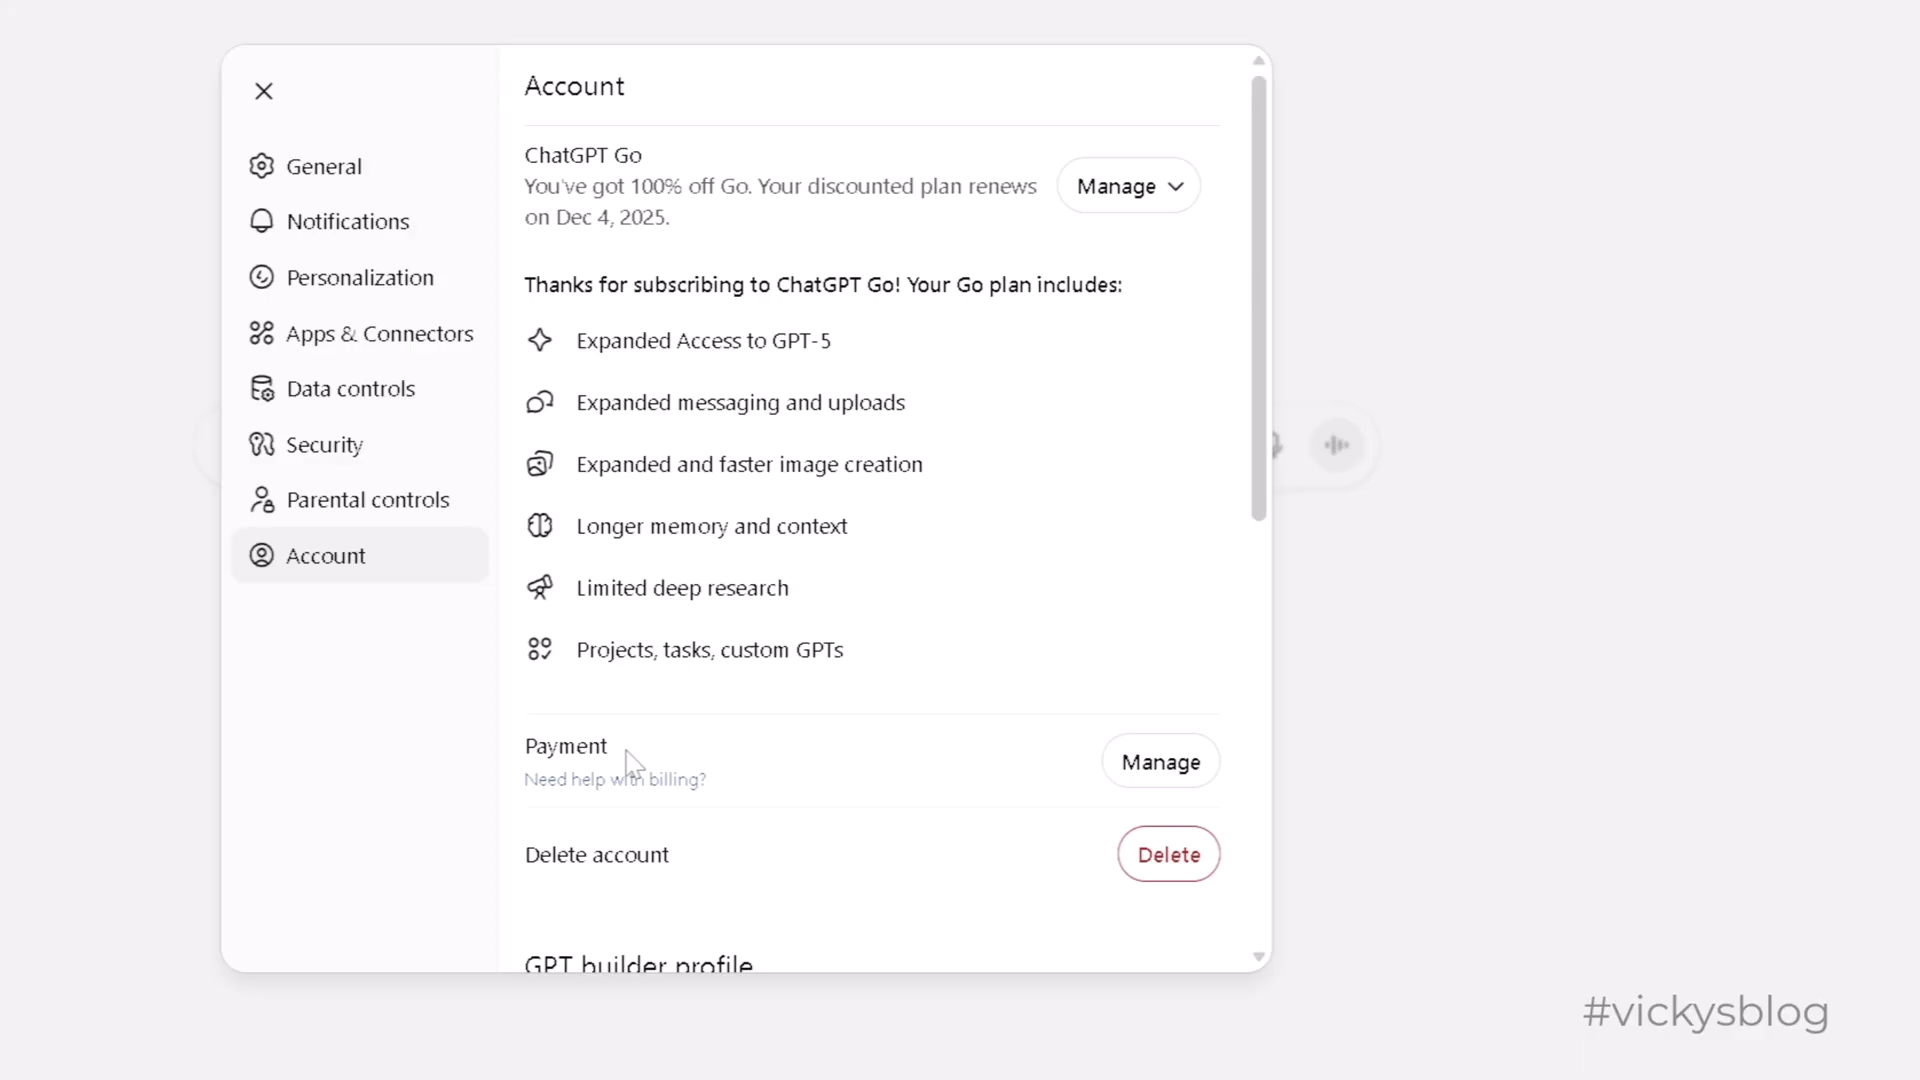 General
Notifications
Personalization
Apps & Connectors
Data controls
Security
Parental controls
Account
Account
ChatGPT Go
You've got 100% off Go. Your discounted plan renews
on Dec 4, 2025.
Manage
Thanks for subscribing to ChatGPT Go! Your Go plan includes:
Expanded Access to GPT-5
Expanded messaging and uploads
Expanded and faster image creation
Longer memory and context
Limited deep research
Projects, tasks, custom GPTs
Payment
Need help with billing?
Manage
Delete account
Delete
GPT builder profile
#vickysblog